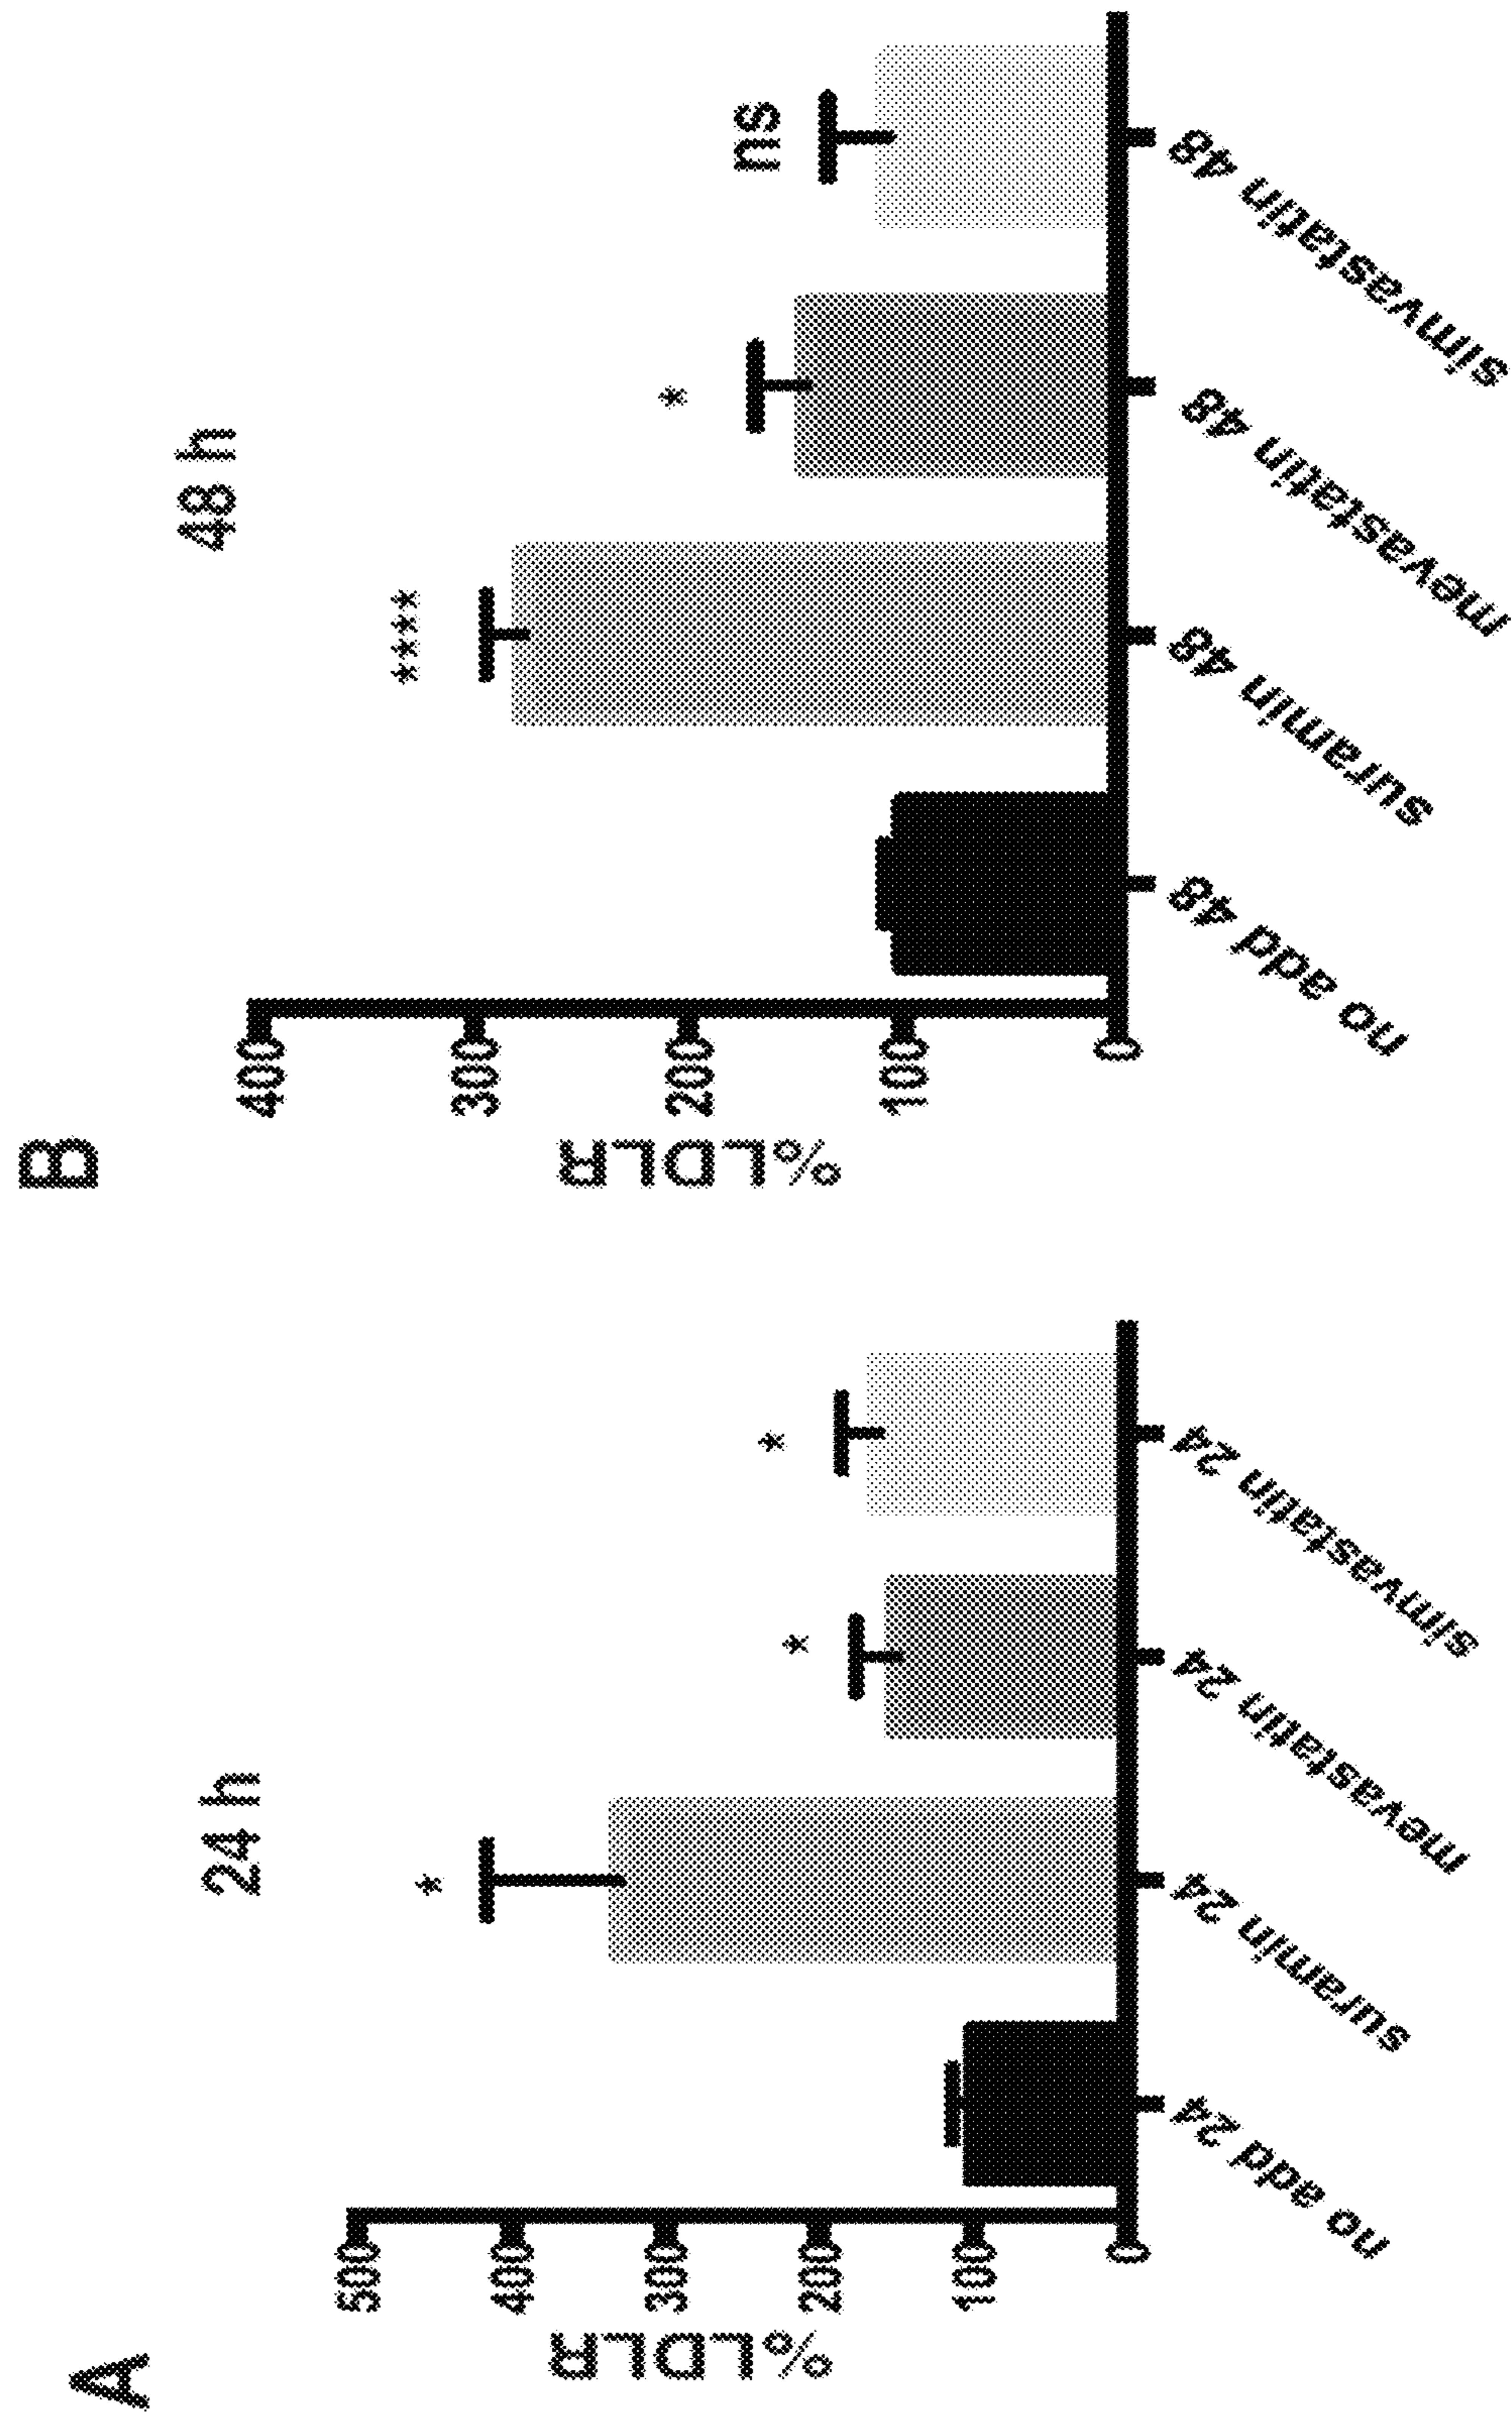 A
24 h
%LDLR
500
400
300
200
100
0
*
*
*
no add 24
suramin 24
mevastatin 24
simvastatin 24
B
48 h
%LDLR
400
300
200
100
0
****
*
ns
no add 48
suramin 48
mevastatin 48
simvastatin 48